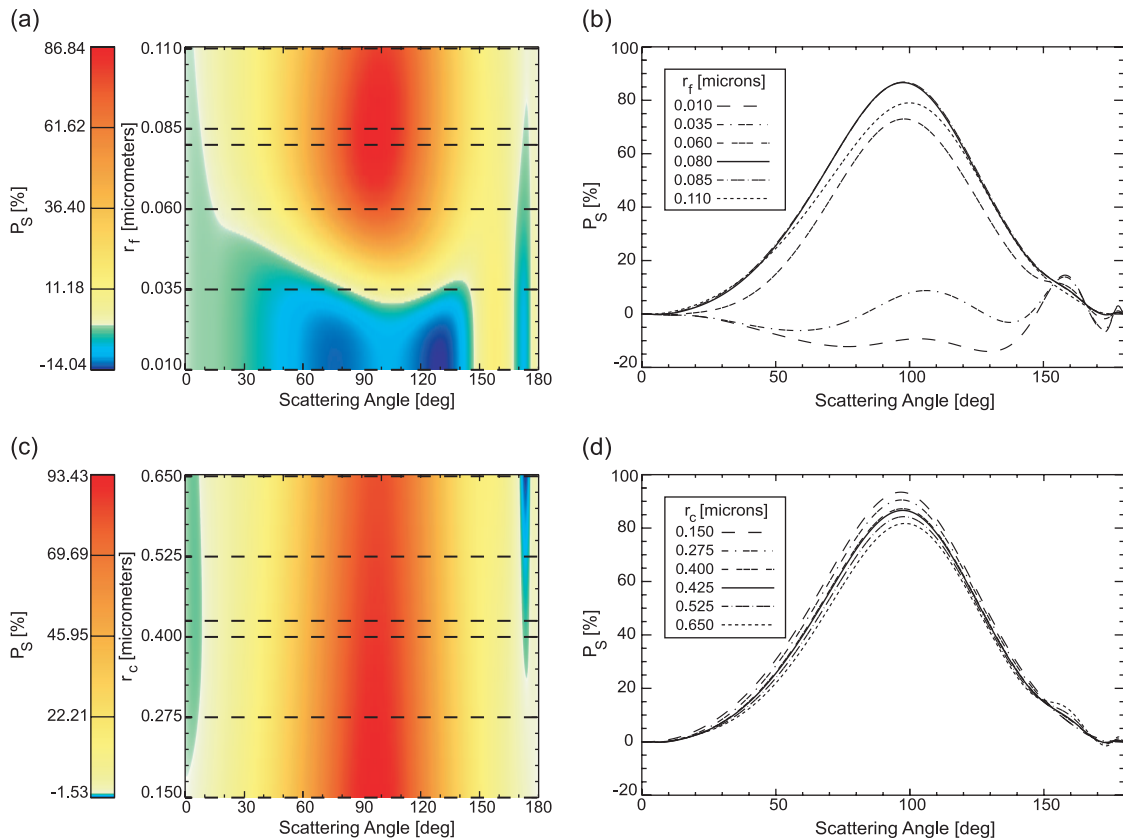 (a)
86.84
61.62
36.40
11.18
-14.04
P_S [%]
r_f [micrometers]
0.110
0.085
0.060
0.035
0.010
0 30 60 90 120 150 180
Scattering Angle [deg]
(b)
100
80
60
40
20
0
-20
P_S [%]
r_f [microns]
0.010
0.035
0.060
0.080
0.085
0.110
0 50 100 150
Scattering Angle [deg]
(c)
93.43
69.69
45.95
22.21
-1.53
P_S [%]
r_c [micrometers]
0.650
0.525
0.400
0.275
0.150
0 30 60 90 120 150 180
Scattering Angle [deg]
(d)
100
80
60
40
20
0
-20
P_S [%]
r_c [microns]
0.150
0.275
0.400
0.425
0.525
0.650
0 50 100 150
Scattering Angle [deg]